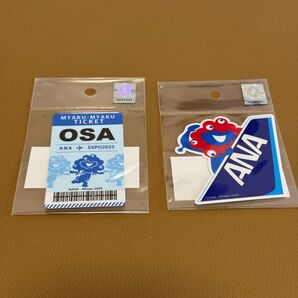 MYAKU-MYAKU
TICKET
OSA
ANA ✈ EXPO2025
ANA